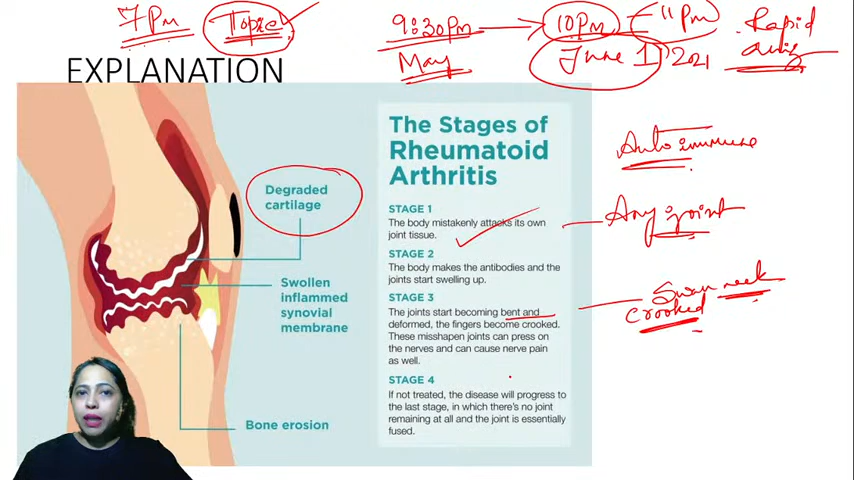 7 Pm Topic 9:30pm 10pm 11pm Rapid
May June 1 2021
EXPLANATION
Autoimmune
Any joint
Swan neek
crooked
Degraded
cartilage
Swollen
inflammed
synovial
membrane
Bone erosion
The Stages of
Rheumatoid
Arthritis
STAGE 1
The body mistakenly attacks its own
joint tissue.
STAGE 2
The body makes the antibodies and the
joints start swelling up.
STAGE 3
The joints start becoming bent and
deformed, the fingers become crooked.
These misshapen joints can press on
the nerves and can cause nerve pain
as well.
STAGE 4
If not treated, the disease will progress to
the last stage, in which there's no joint
remaining at all and the joint is essentially
fused.